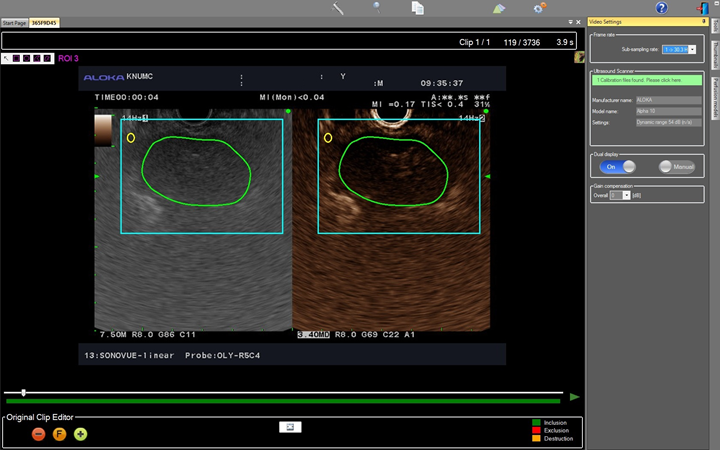 Start Page 365F9D45
Video Settings
Clip 1 / 1 119 / 3736 3.9 s
Frame rate
ROI 3
Sub-sampling rate:
Tools
Thumbnails
Perfusion models
Ultrasound Scanner
1 Calibration files found. Please click here
ALOKA KNUMC : : Y
: :M 09:35:37
Manufacturer name: ALOKA
TIME00:00:04 MI(Mon)<0.04 A:**.*s **f
MI =0.17 TIS< 0.4 31%
Model name: Alpha 10
14Hz 14Hz
Settings: Dynamic range 54 dB (in s)
Dual display
On Manual
Gain compensation
Overall 0 [dB]
7.50M R8.0 G86 C11 3.40MD R8.0 G69 C22 A1
13:SONOVUE-linear Probe:OLY-R5C4
Original Clip Editor
F
Inclusion
Exclusion
Destruction